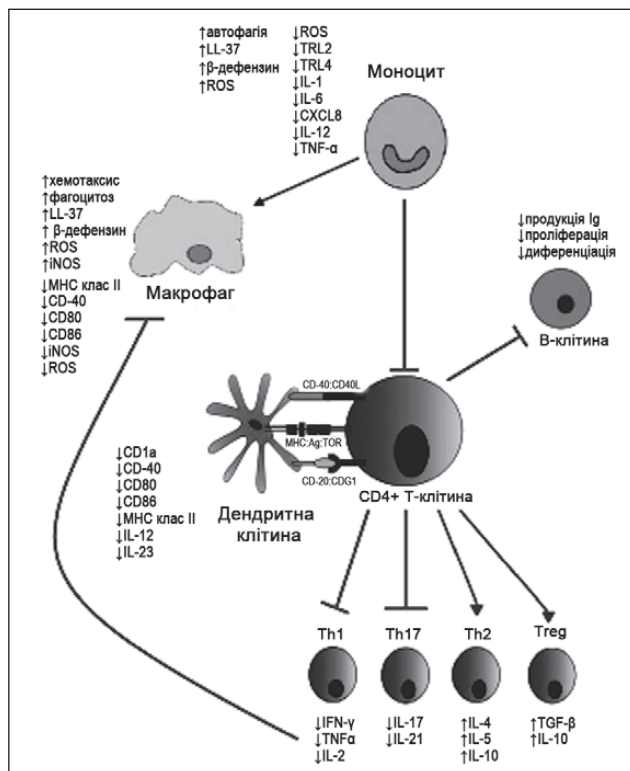 ↑автофагія
↑LL-37
↑β-дефензин
↑ROS
↓ROS
↓TRL2
↓TRL4
↓IL-1
↓IL-6
↓CXCL8
↓IL-12
↓TNF-α
Моноцит
↑хемотаксис
↑фагоцитоз
↑LL-37
↑ β-дефензин
↑ROS
↑iNOS
↓MHC клас II
↓CD-40
↓CD80
↓CD86
↓iNOS
↓ROS
Макрофаг
↓продукція Ig
↓проліферація
↓диференціація
В-клітина
CD-40:CD40L
MHC:Ag:TOR
CD-20:CDG1
CD4+ Т-клітина
Дендритна
клітина
↓CD1a
↓CD-40
↓CD80
↓CD86
↓MHC клас II
↓IL-12
↓IL-23
Th1
Th17
Th2
Treg
↓IFN-γ
↓TNFα
↓IL-2
↓IL-17
↓IL-21
↑IL-4
↑IL-5
↑IL-10
↑TGF-β
↑IL-10